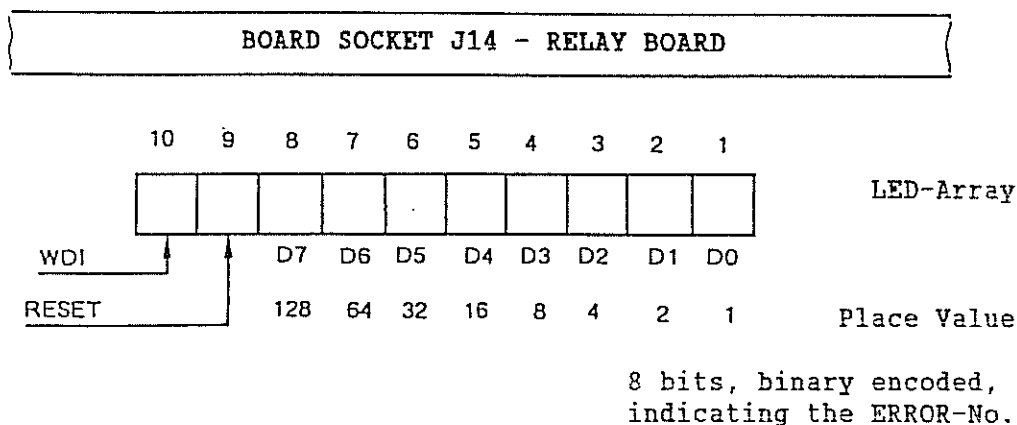 BOARD SOCKET J14 - RELAY BOARD
10 9 8 7 6 5 4 3 2 1
LED-Array
WDI D7 D6 D5 D4 D3 D2 D1 D0
RESET 128 64 32 16 8 4 2 1 Place Value
8 bits, binary encoded,
indicating the ERROR-No.